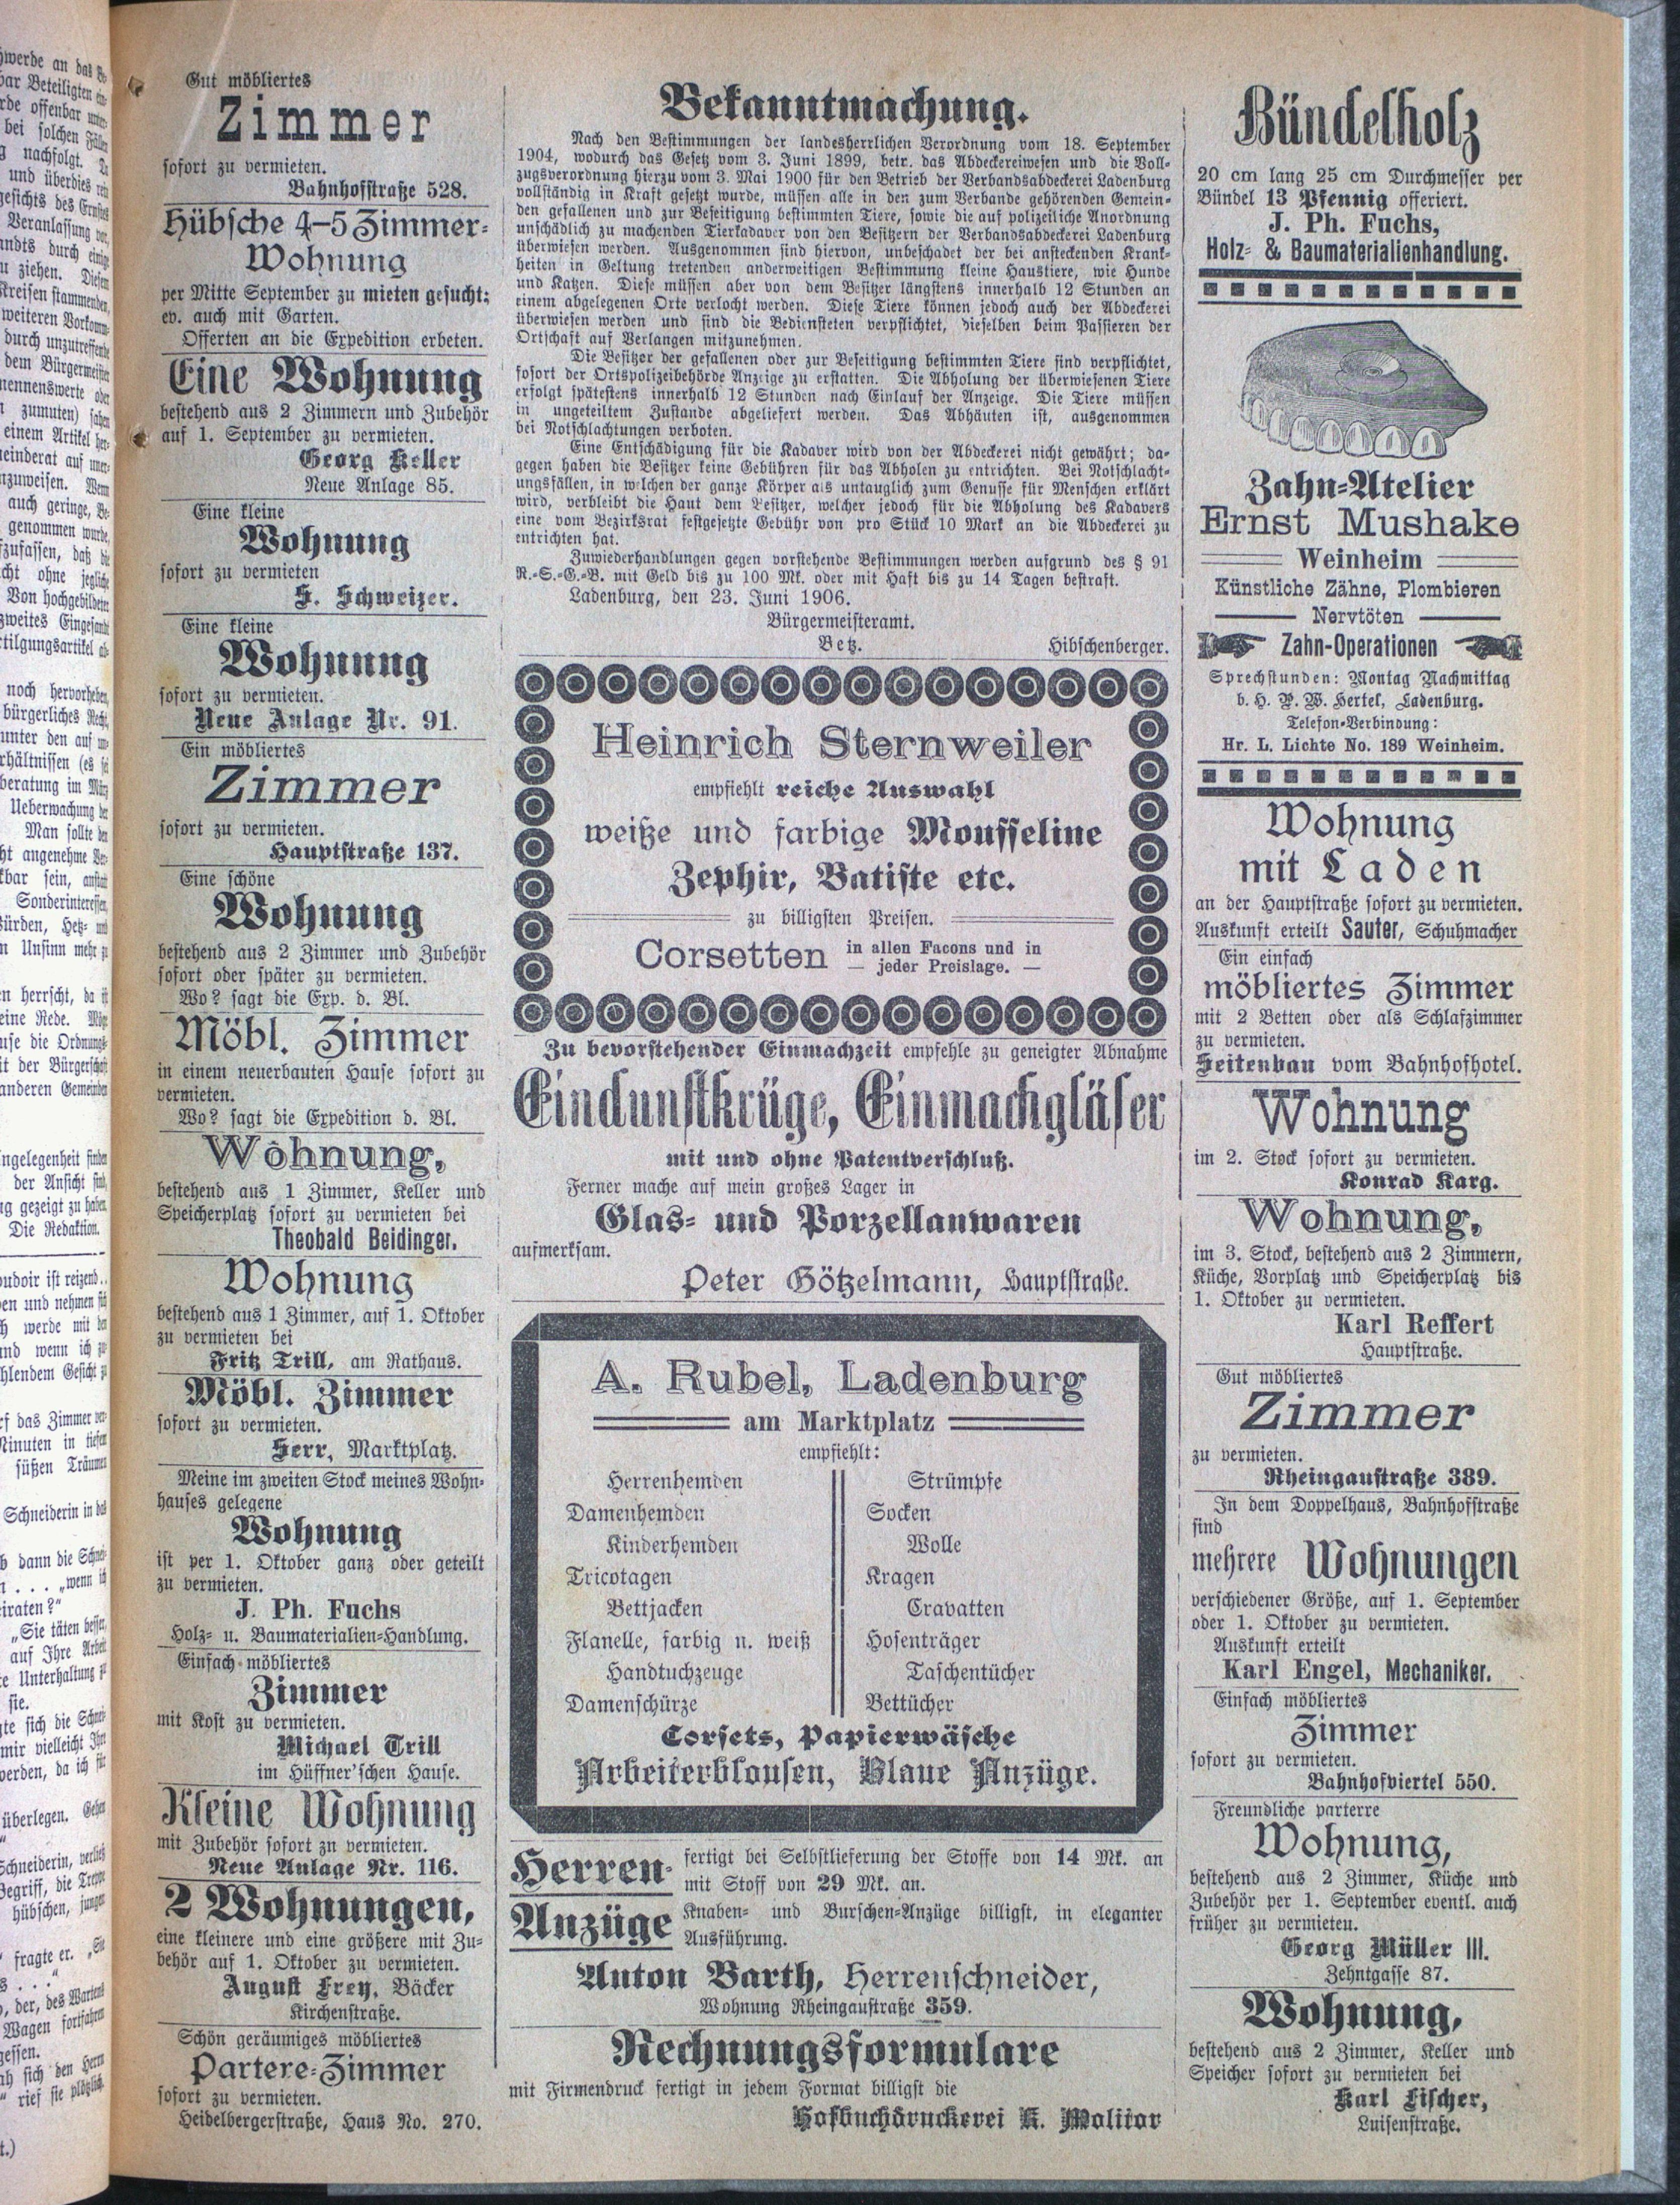 Gut möbliertes
Zimmer
sofort zu vermieten.
Bahnhofstraße 528.
Hübsche 4–5 Zimmer-
Wohnung
per Mitte September zu mieten gesucht;
ev. auch mit Garten.
Offerten an die Expedition erbeten.
Eine Wohnung
bestehend aus 2 Zimmern und Zubehör
auf 1. September zu vermieten.
Georg Keller
Neue Anlage 85.
Eine kleine
Wohnung
sofort zu vermieten
S. Schweizer.
Eine kleine
Wohnung
sofort zu vermieten.
Neue Anlage Nr. 91.
Ein möbliertes
Zimmer
sofort zu vermieten.
Hauptstraße 137.
Eine schöne
Wohnung
bestehend aus 2 Zimmer und Zubehör
sofort oder später zu vermieten.
Wo? sagt die Exp. d. Bl.
Möbl. Zimmer
in einem neuerbauten Hause sofort zu
vermieten.
Wo? sagt die Expedition d. Bl.
Wohnung,
bestehend aus 1 Zimmer, Keller und
Speicherplatz sofort zu vermieten bei
Theobald Beidinger.
Wohnung
bestehend aus 1 Zimmer, auf 1. Oktober
zu vermieten bei
Fritz Trill, am Rathaus.
Möbl. Zimmer
sofort zu vermieten.
Herr, Marktplatz.
Meine im zweiten Stock meines Wohn-
hauses gelegene
Wohnung
ist per 1. Oktober ganz oder geteilt
zu vermieten.
J. Ph. Fuchs
Holz- u. Baumaterialien-Handlung.
Einfach möbliertes
Zimmer
mit Kost zu vermieten.
Michael Trill
im Hüffner'schen Hause.
Kleine Wohnung
mit Zubehör sofort zu vermieten.
Neue Anlage Nr. 116.
2 Wohnungen,
eine kleinere und eine größere mit Zu-
behör auf 1. Oktober zu vermieten.
August Frey, Bäcker
Kirchenstraße.
Schön geräumiges möbliertes
Partere-Zimmer
sofort zu vermieten.
Heidelbergerstraße, Haus No. 270.
Bekanntmachung.
Nach den Bestimmungen der landesherrlichen Verordnung vom 18. September
1904, wodurch das Gesetz vom 3. Juni 1899, betr. das Abdeckereiwesen und die Voll-
zugsverordnung hierzu vom 3. Mai 1900 für den Betrieb der Verbandsabdeckerei Ladenburg
vollständig in Kraft gesetzt wurde, müssen alle in den zum Verbande gehörenden Gemein-
den gefallenen und zur Beseitigung bestimmten Tiere, sowie die auf polizeiliche Anordnung
unschädlich zu machenden Tierkadaver von den Besitzern der Verbandsabdeckerei Ladenburg
überwiesen werden. Ausgenommen sind hiervon, unbeschadet der bei ansteckenden Krank-
heiten in Geltung tretenden anderweitigen Bestimmung kleine Haustiere, wie Hunde
und Katzen. Diese müssen aber von dem Besitzer längstens innerhalb 12 Stunden an
einem abgelegenen Orte verlocht werden. Diese Tiere können jedoch auch der Abdeckerei
überwiesen werden und sind die Bediensteten verpflichtet, dieselben beim Passieren der
Ortschaft auf Verlangen mitzunehmen.
Die Besitzer der gefallenen oder zur Beseitigung bestimmten Tiere sind verpflichtet,
sofort der Ortspolizeibehörde Anzeige zu erstatten. Die Abholung der überwiesenen Tiere
erfolgt spätestens innerhalb 12 Stunden nach Einlauf der Anzeige. Die Tiere müssen
in ungeteiltem Zustande abgeliefert werden. Das Abhäuten ist, ausgenommen
bei Notschlachtungen verboten.
Eine Entschädigung für die Kadaver wird von der Abdeckerei nicht gewährt; da-
gegen haben die Besitzer keine Gebühren für das Abholen zu entrichten. Bei Notschlacht-
ungsfällen, in welchen der ganze Körper als untauglich zum Genusse für Menschen erklärt
wird, verbleibt die Haut dem Besitzer, welcher jedoch für die Abholung des Kadavers
eine vom Bezirksrat festgesetzte Gebühr von pro Stück 10 Mark an die Abdeckerei zu
entrichten hat.
Zuwiederhandlungen gegen vorstehende Bestimmungen werden aufgrund des § 91
R.-S.-G.-B. mit Geld bis zu 100 Mk. oder mit Haft bis zu 14 Tagen bestraft.
Ladenburg, den 23. Juni 1906.
Bürgermeisteramt.
Betz. Hibschenberger.
Heinrich Sternweiler
empfiehlt reiche Auswahl
weiße und farbige Mousseline
Zephir, Batiste etc.
zu billigsten Preisen.
Corsetten in allen Facons und in
— jeder Preislage. —
Zu bevorstehender Einmachzeit empfehle zu geneigter Abnahme
Eindunstkrüge, Einmachgläser
mit und ohne Patentverschluß.
Ferner mache auf mein großes Lager in
Glas- und Porzellanwaren
aufmerksam.
Peter Götzelmann, Hauptstraße.
A. Rubel, Ladenburg
am Marktplatz
empfiehlt:
Herrenhemden
Damenhemden
Kinderhemden
Tricotagen
Bettjacken
Flanelle, farbig n. weiß
Handtuchzeuge
Damenschürze
Strümpfe
Socken
Wolle
Kragen
Cravatten
Hosenträger
Taschentücher
Bettücher
Corsets, Papierwäsche
Arbeiterblousen, Blaue Anzüge.
Herren-
Anzüge
fertigt bei Selbstlieferung der Stoffe von 14 Mk. an
mit Stoff von 29 Mk. an.
Knaben- und Burschen-Anzüge billigst, in eleganter
Ausführung.
Anton Barth, Herrenschneider,
Wohnung Rheingaustraße 359.
Rechnungsformulare
mit Firmendruck fertigt in jedem Format billigst die
Hofbuchdruckerei K. Molitor
Bündelholz
20 cm lang 25 cm Durchmesser per
Bündel 13 Pfennig offeriert.
J. Ph. Fuchs,
Holz- & Baumaterialienhandlung.
Zahn-Atelier
Ernst Mushake
Weinheim
Künstliche Zähne, Plombieren
Nervtöten
Zahn-Operationen
Sprechstunden: Montag Nachmittag
b. H. P. W. Hertel, Ladenburg.
Telefon-Verbindung:
Hr. L. Lichte No. 189 Weinheim.
Wohnung
mit Laden
an der Hauptstraße sofort zu vermieten.
Auskunft erteilt Sauter, Schuhmacher
Ein einfach
möbliertes Zimmer
mit 2 Betten oder als Schlafzimmer
zu vermieten.
Seitenbau vom Bahnhofhotel.
Wohnung
im 2. Stock sofort zu vermieten.
Konrad Karg.
Wohnung,
im 3. Stock, bestehend aus 2 Zimmern,
Küche, Vorplatz und Speicherplatz bis
1. Oktober zu vermieten.
Karl Reffert
Hauptstraße.
Gut möbliertes
Zimmer
zu vermieten.
Rheingaustraße 389.
In dem Doppelhaus, Bahnhofstraße
sind
mehrere Wohnungen
verschiedener Größe, auf 1. September
oder 1. Oktober zu vermieten.
Auskunft erteilt
Karl Engel, Mechaniker.
Einfach möbliertes
Zimmer
sofort zu vermieten.
Bahnhofviertel 550.
Freundliche parterre
Wohnung,
bestehend aus 2 Zimmer, Küche und
Zubehör per 1. September eventl. auch
früher zu vermieten.
Georg Müller III.
Zehntgasse 87.
Wohnung,
bestehend aus 2 Zimmer, Keller und
Speicher sofort zu vermieten bei
Karl Fischer,
Luisenstraße.